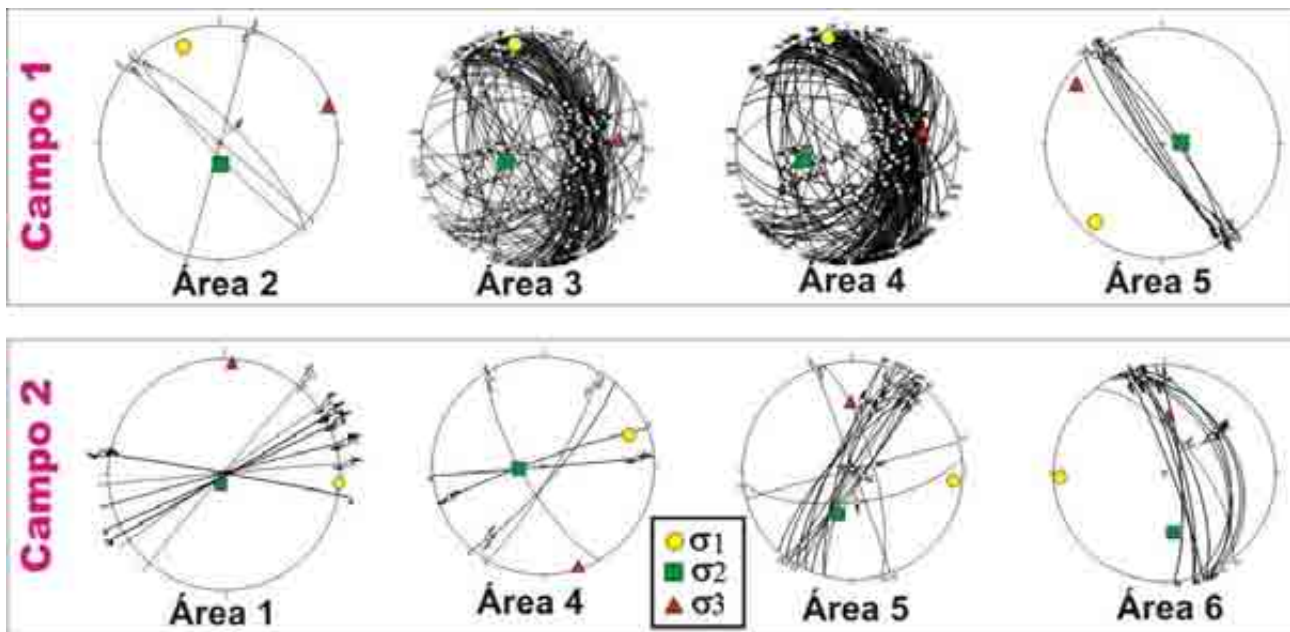 Campo 1
Área 2
Área 3
Área 4
Área 5
Campo 2
Área 1
Área 4
Área 5
Área 6
σ1
σ2
σ3